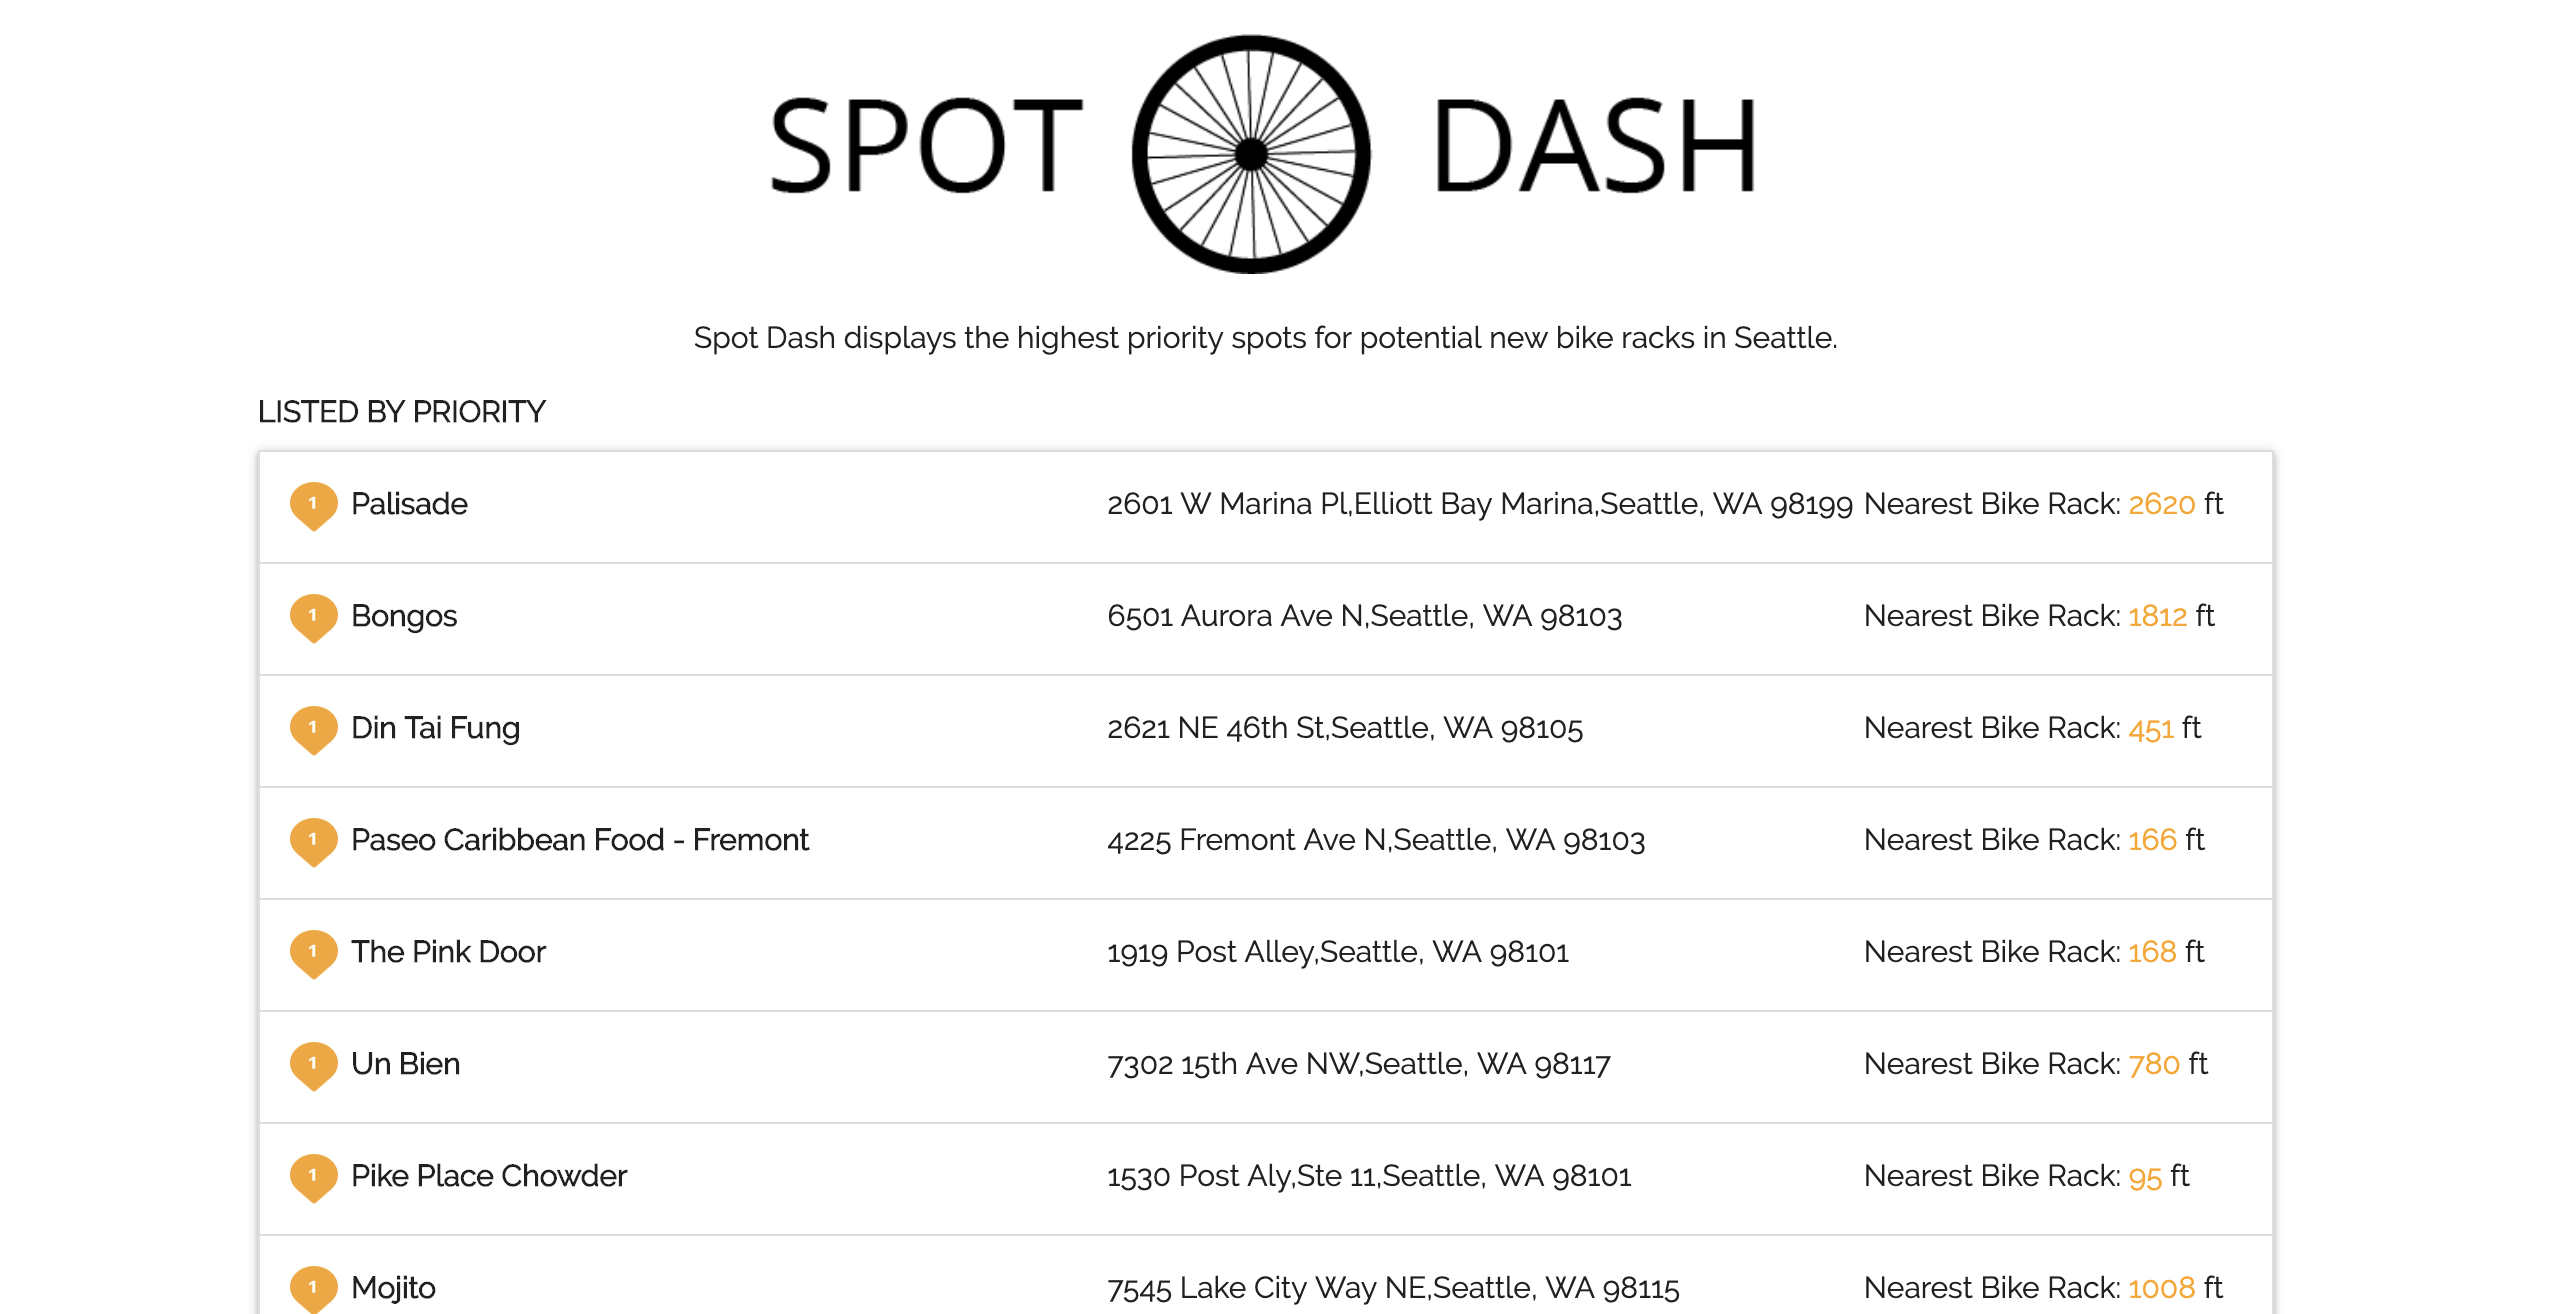 SPOT DASH
Spot Dash displays the highest priority spots for potential new bike racks in Seattle.
LISTED BY PRIORITY
1 Palisade 2601 W Marina Pl,Elliott Bay Marina,Seattle, WA 98199 Nearest Bike Rack: 2620 ft
1 Bongos 6501 Aurora Ave N,Seattle, WA 98103 Nearest Bike Rack: 1812 ft
1 Din Tai Fung 2621 NE 46th St,Seattle, WA 98105 Nearest Bike Rack: 451 ft
1 Paseo Caribbean Food - Fremont 4225 Fremont Ave N,Seattle, WA 98103 Nearest Bike Rack: 166 ft
1 The Pink Door 1919 Post Alley,Seattle, WA 98101 Nearest Bike Rack: 168 ft
1 Un Bien 7302 15th Ave NW,Seattle, WA 98117 Nearest Bike Rack: 780 ft
1 Pike Place Chowder 1530 Post Aly,Ste 11,Seattle, WA 98101 Nearest Bike Rack: 95 ft
1 Mojito 7545 Lake City Way NE,Seattle, WA 98115 Nearest Bike Rack: 1008 ft